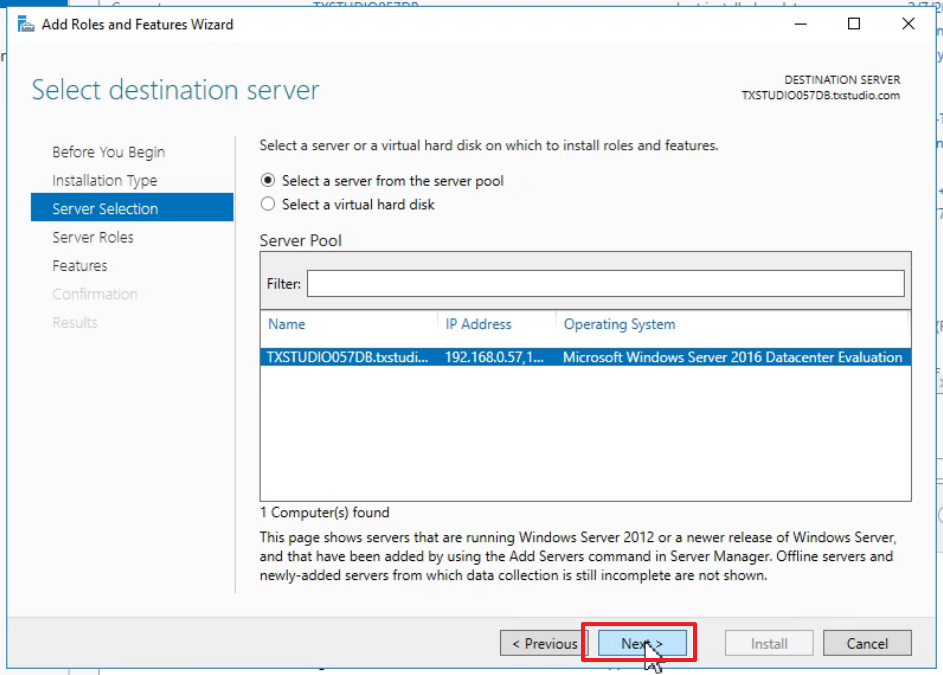 Add Roles and Features Wizard
Select destination server
DESTINATION SERVER
TXSTUDIO057DB.txstudio.com
Before You Begin
Installation Type
Server Selection
Server Roles
Features
Confirmation
Results
Select a server or a virtual hard disk on which to install roles and features.
Select a server from the server pool
Select a virtual hard disk
Server Pool
Filter:
Name IP Address Operating System
TXSTUDIO057DB.txstudi... 192.168.0.57,1... Microsoft Windows Server 2016 Datacenter Evaluation
1 Computer(s) found
This page shows servers that are running Windows Server 2012 or a newer release of Windows Server,
and that have been added by using the Add Servers command in Server Manager. Offline servers and
newly-added servers from which data collection is still incomplete are not shown.
< Previous Next > Install Cancel